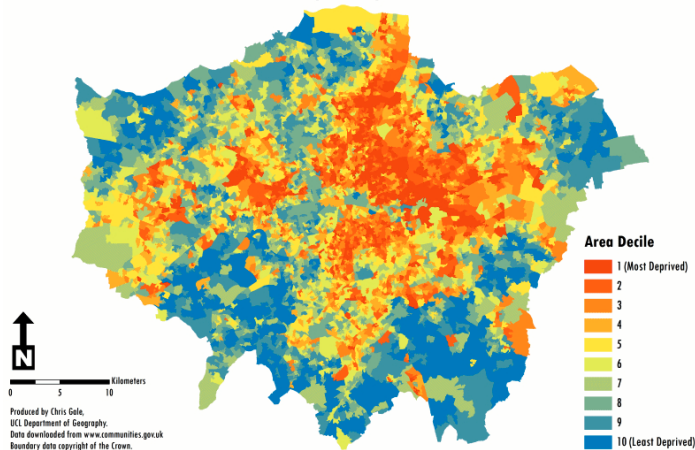 Area Decile
1 (Most Deprived)
2
3
4
5
6
7
8
9
10 (Least Deprived)
N
Kilometers
0 5 10
Produced by Chris Gale,
UCL Department of Geography.
Data downloaded from www.communities.gov.uk
Boundary data copyright of the Crown.